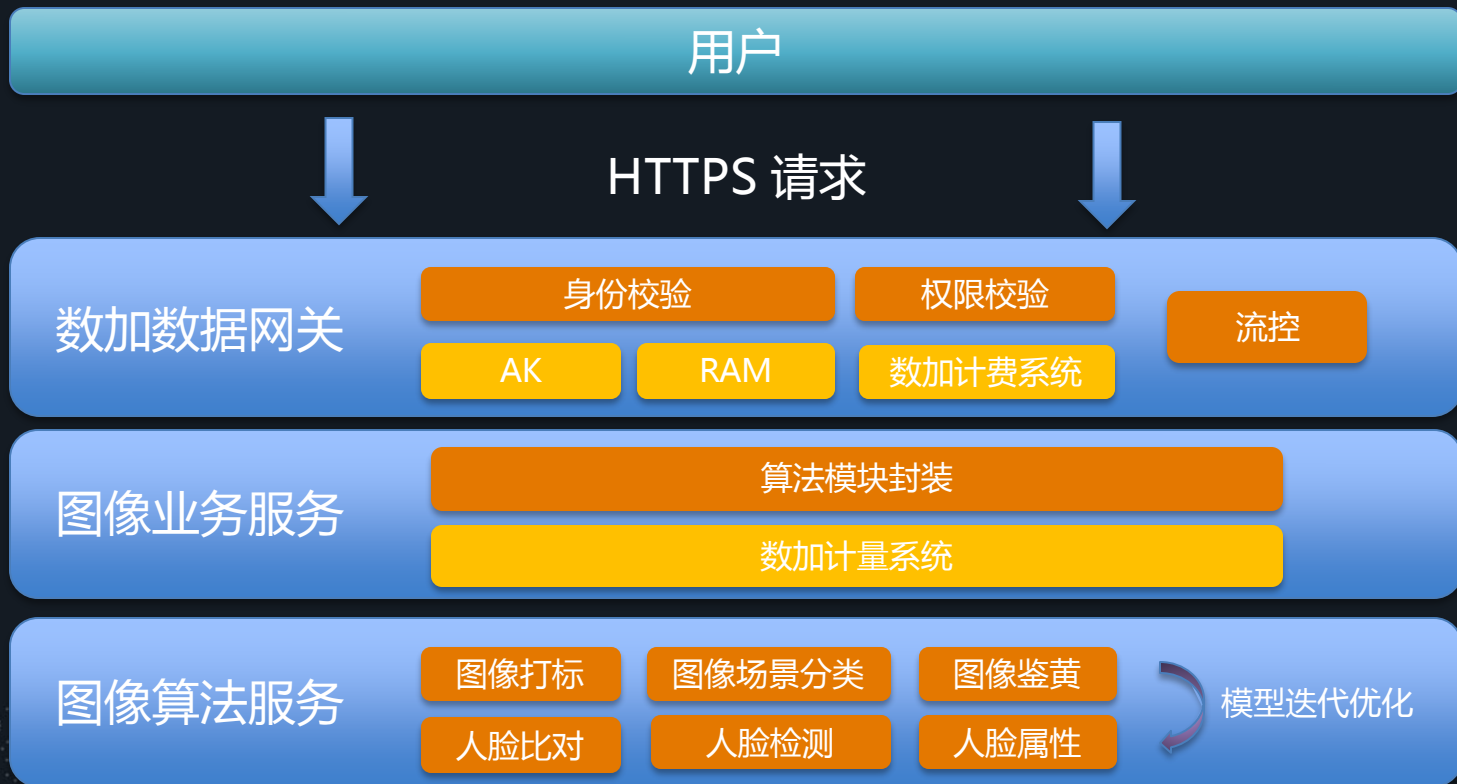 用户
HTTPS 请求
数加数据网关
身份校验
权限校验
流控
AK
RAM
数加计费系统
图像业务服务
算法模块封装
数加计量系统
图像算法服务
图像打标
图像场景分类
图像鉴黄
模型迭代优化
人脸比对
人脸检测
人脸属性